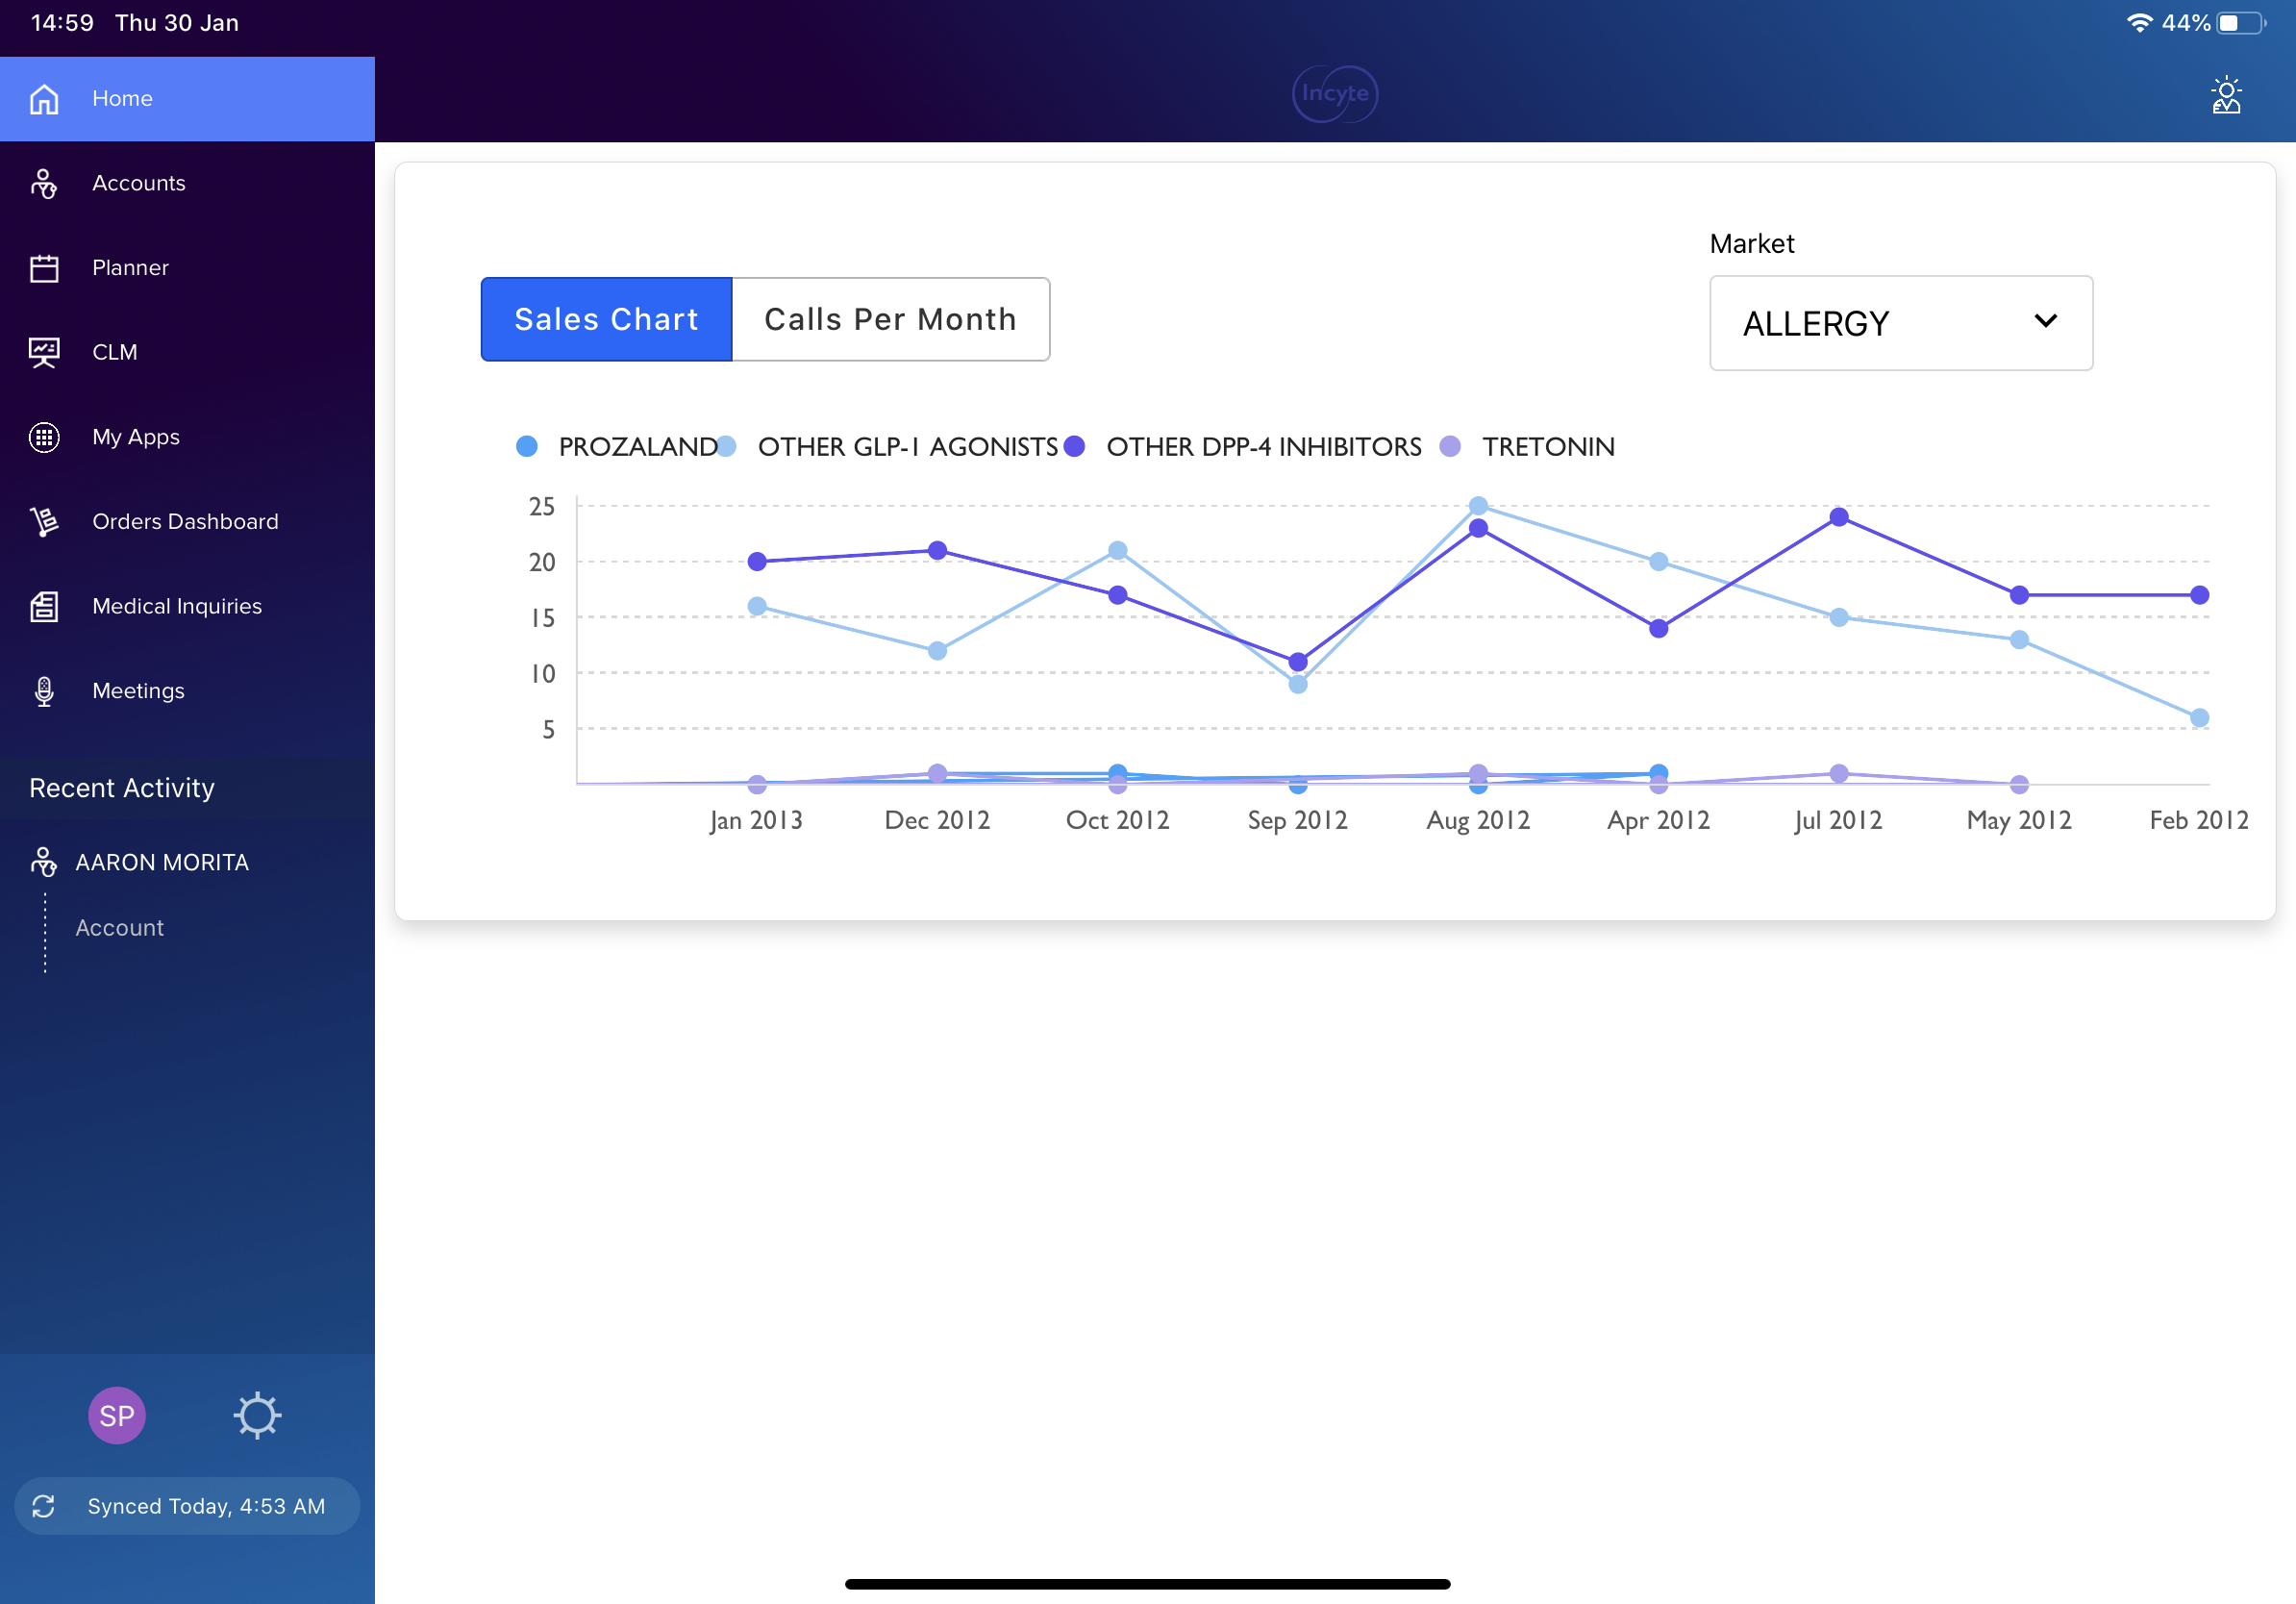 14:59 Thu 30 Jan
44%
Home
Incyte
Accounts
Planner
CLM
My Apps
Orders Dashboard
Medical Inquiries
Meetings
Recent Activity
AARON MORITA
Account
SP
Synced Today, 4:53 AM
Market
Sales Chart
Calls Per Month
ALLERGY
PROZALAND OTHER GLP-1 AGONISTS OTHER DPP-4 INHIBITORS TRETONIN
25
20
15
10
5
Jan 2013 Dec 2012 Oct 2012 Sep 2012 Aug 2012 Apr 2012 Jul 2012 May 2012 Feb 2012